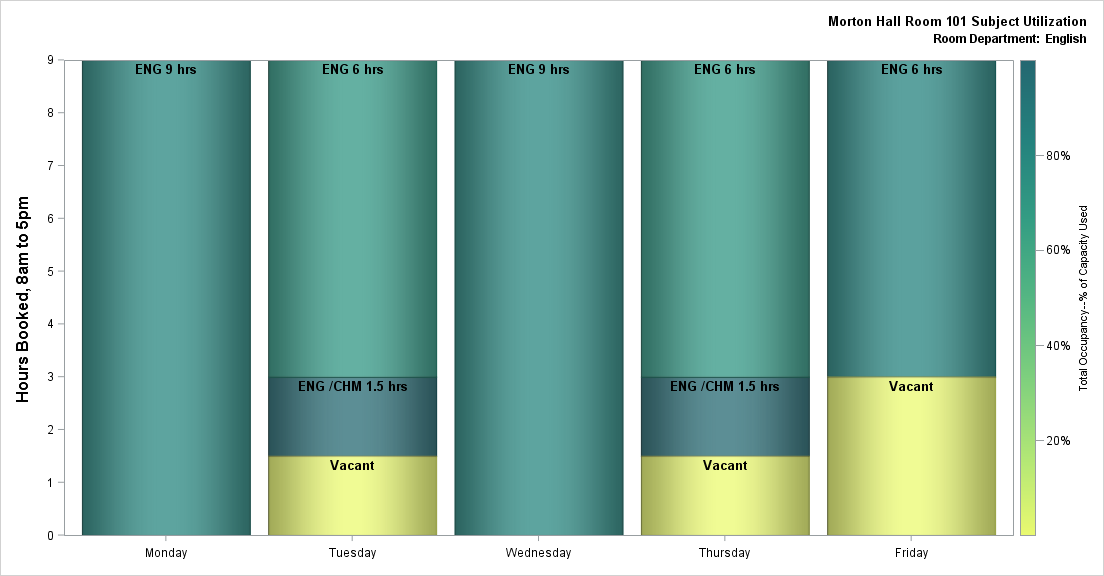 Morton Hall Room 101 Subject Utilization
Room Department: English
Hours Booked, 8am to 5pm
9
8
7
6
5
4
3
2
1
0
ENG 9 hrs
ENG 6 hrs
ENG 9 hrs
ENG 6 hrs
ENG 6 hrs
ENG /CHM 1.5 hrs
ENG /CHM 1.5 hrs
Vacant
Vacant
Vacant
Monday
Tuesday
Wednesday
Thursday
Friday
80%
60%
40%
20%
Total Occupancy--% of Capacity Used